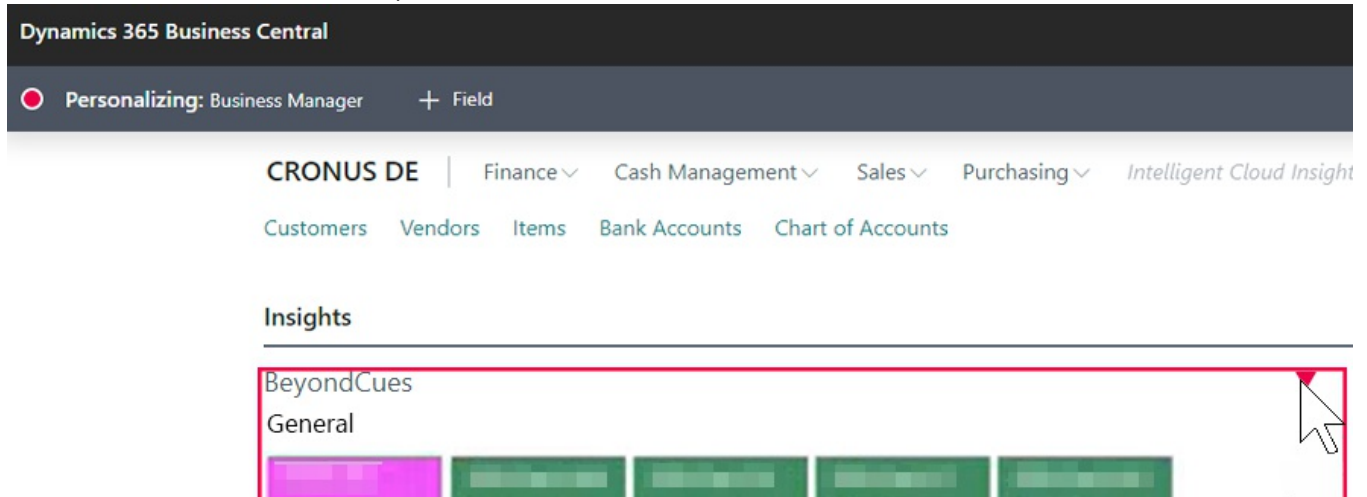 Dynamics 365 Business Central
Personalizing: Business Manager + Field
CRONUS DE | Finance Cash Management Sales Purchasing Intelligent Cloud Insight
Customers Vendors Items Bank Accounts Chart of Accounts
Insights
BeyondCues
General